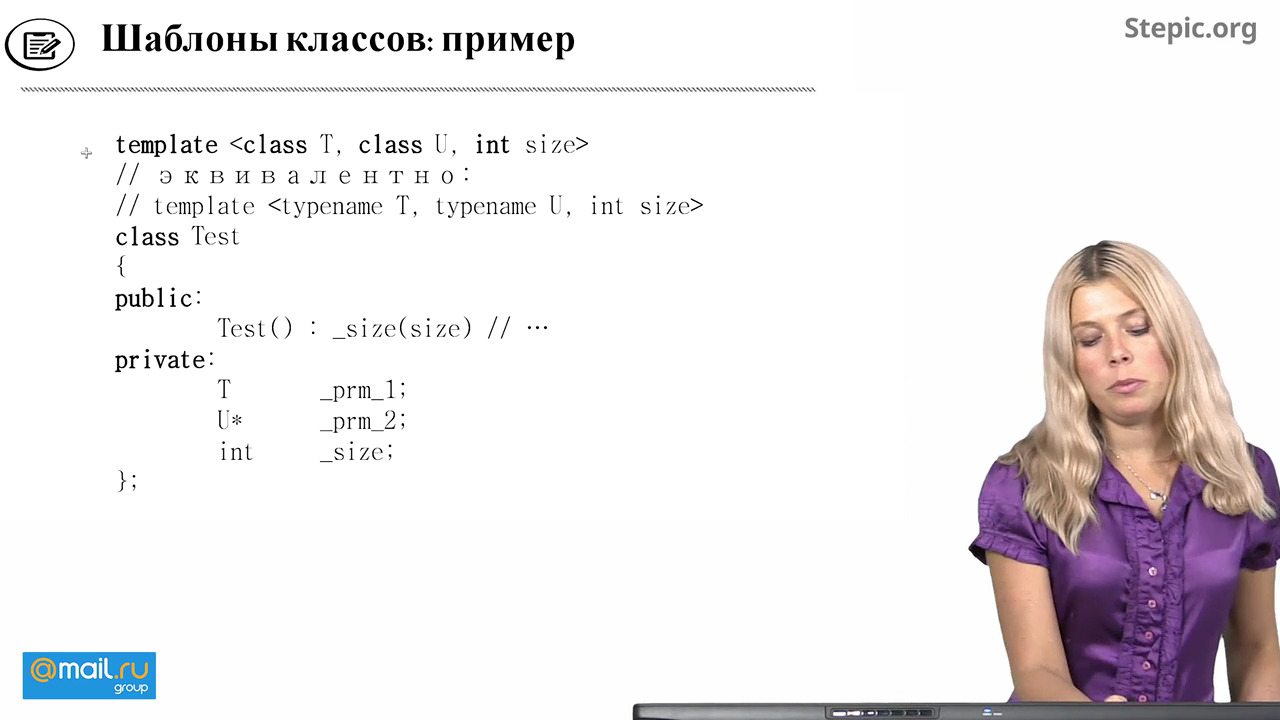 Шаблоны классов: пример
Stepic.org
template <class T, class U, int size>
// эквивалентно:
// template <typename T, typename U, int size>
class Test
{
public:
Test() : _size(size) // …
private:
T _prm_1;
U* _prm_2;
int _size;
};
@mail.ru
group